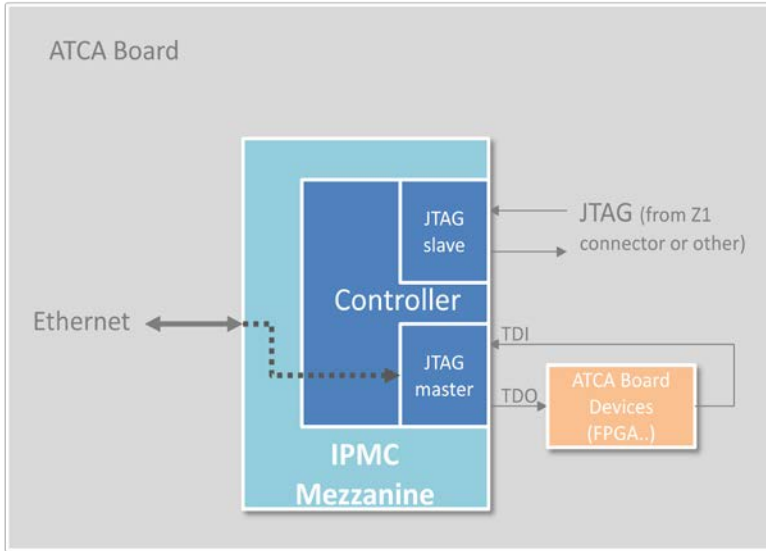 ATCA Board
JTAG
slave
JTAG (from Z1
connector or other)
Controller
Ethernet
TDI
JTAG
master
TDO
ATCA Board
Devices
(FPGA..)
IPMC
Mezzanine